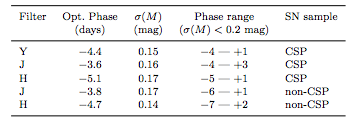 Filter Opt. Phase σ(M) Phase range SN sample
(days) (mag) (σ(M) < 0.2 mag)
Y −4.4 0.15 −4 — +1 CSP
J −3.6 0.16 −4 — +3 CSP
H −5.1 0.17 −5 — +1 CSP
J −3.8 0.17 −6 — +1 non-CSP
H −4.7 0.14 −7 — +2 non-CSP